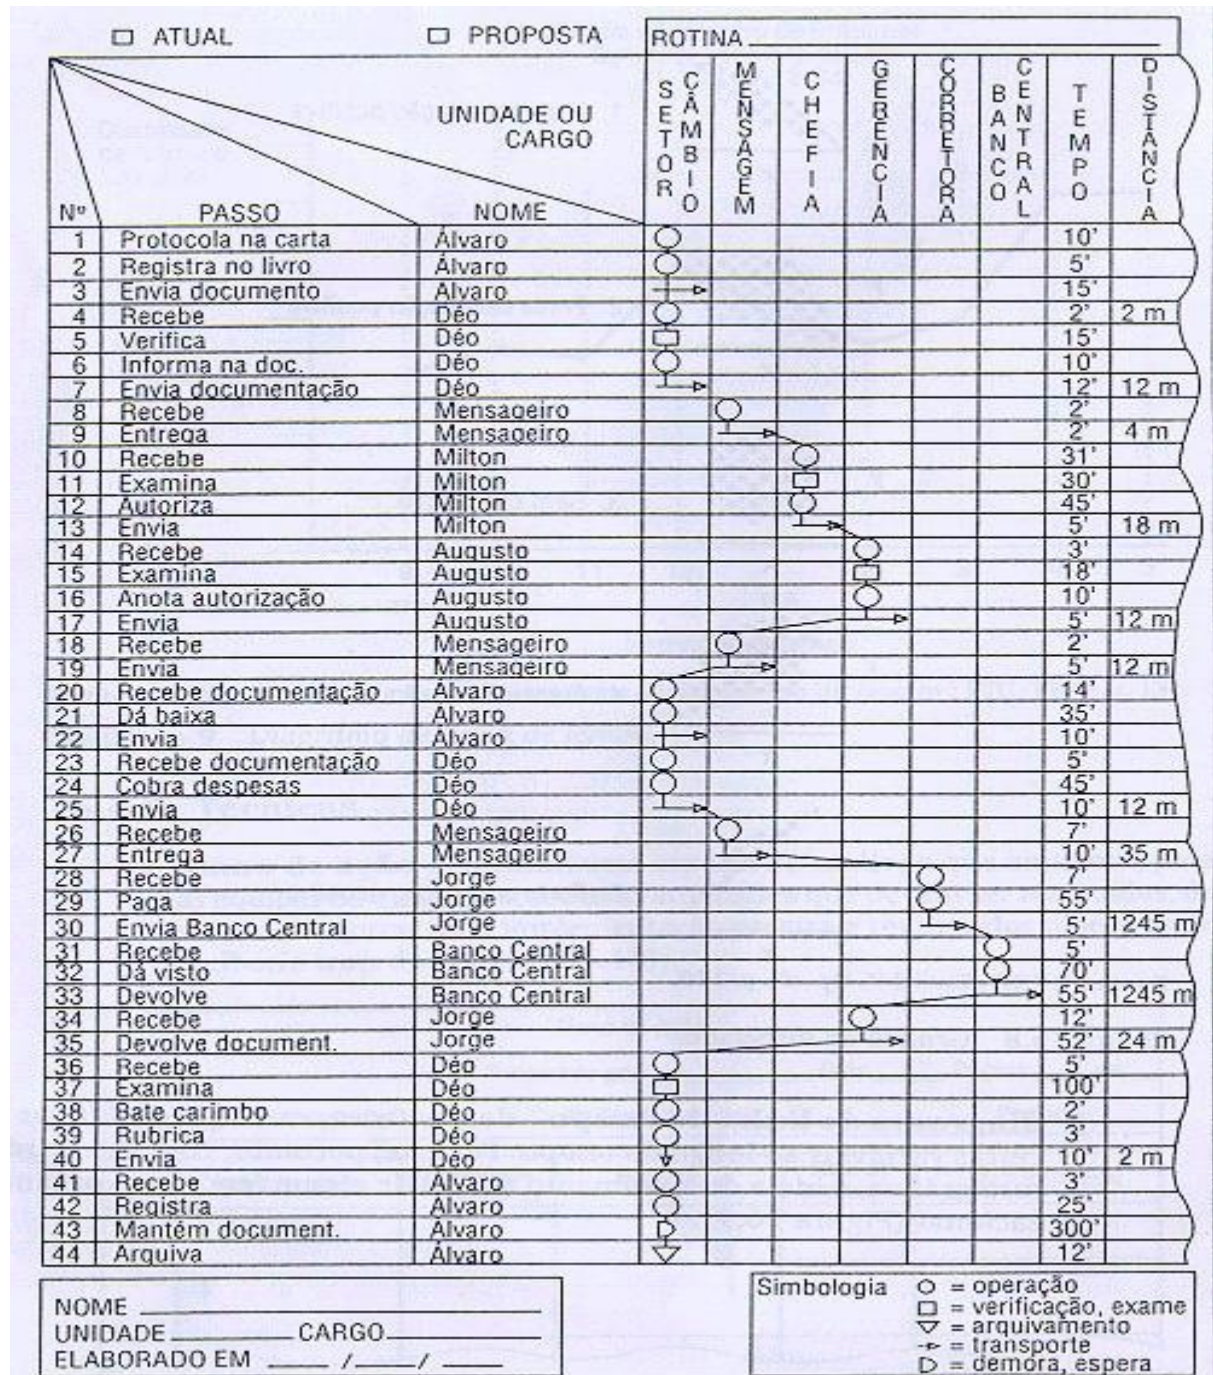 □ ATUAL □ PROPOSTA ROTINA
UNIDADE OU CARGO
Nº PASSO NOME SETOR CÂMBIO MENSAGEM CHEFIA GERÊNCIA CORRETORA BANCO CENTRAL TEMPO DISTÂNCIA
1 Protocola na carta Álvaro 10'
2 Registra no livro Álvaro 5'
3 Envia documento Álvaro 15'
4 Recebe Déo 2' 2 m
5 Verifica Déo 15'
6 Informa na doc. Déo 10'
7 Envia documentação Déo 12' 12 m
8 Recebe Mensageiro 2'
9 Entrega Mensageiro 2' 4 m
10 Recebe Milton 31'
11 Examina Milton 30'
12 Autoriza Milton 45'
13 Envia Milton 5' 18 m
14 Recebe Augusto 3'
15 Examina Augusto 18'
16 Anota autorização Augusto 10'
17 Envia Augusto 5' 12 m
18 Recebe Mensageiro 2'
19 Envia Mensageiro 5' 12 m
20 Recebe documentação Álvaro 14'
21 Dá baixa Álvaro 35'
22 Envia Álvaro 10'
23 Recebe documentação Déo 5'
24 Cobra despesas Déo 45'
25 Envia Déo 10' 12 m
26 Recebe Mensageiro 7'
27 Entrega Mensageiro 10' 35 m
28 Recebe Jorge 7'
29 Paga Jorge 55'
30 Envia Banco Central Jorge 5' 1245 m
31 Recebe Banco Central 5'
32 Dá visto Banco Central 70'
33 Devolve Banco Central 55' 1245 m
34 Recebe Jorge 12'
35 Devolve document. Jorge 52' 24 m
36 Recebe Déo 5'
37 Examina Déo 100'
38 Bate carimbo Déo 2'
39 Rubrica Déo 3'
40 Envia Déo 10' 2 m
41 Recebe Álvaro 3'
42 Registra Álvaro 25'
43 Mantém document. Álvaro 300'
44 Arquiva Álvaro 12'
NOME
UNIDADE CARGO
ELABORADO EM / /
Simbologia ○ = operação
□ = verificação, exame
▽ = arquivamento
→ = transporte
D = demora, espera